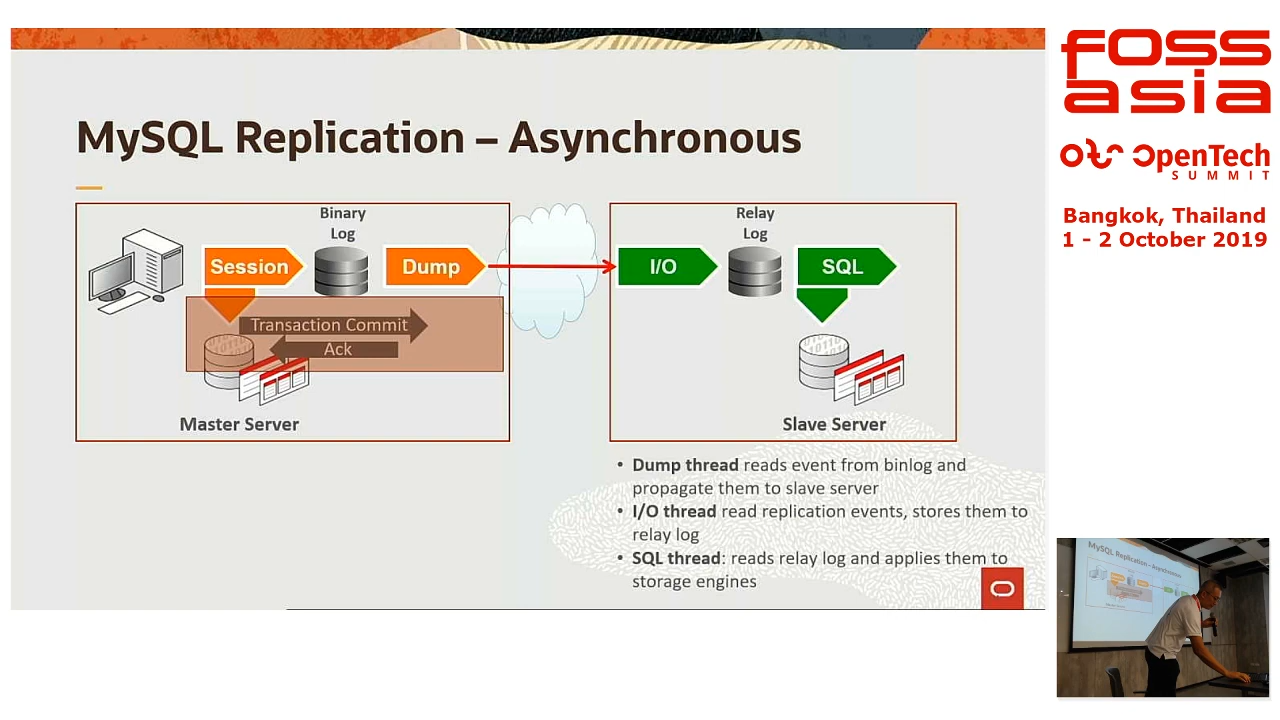 MySQL Replication – Asynchronous
Binary
Log
Session
Dump
Transaction Commit
Ack
Master Server
Relay
Log
I/O
SQL
Slave Server
• Dump thread reads event from binlog and
propagate them to slave server
• I/O thread read replication events, stores them to
relay log
• SQL thread: reads relay log and applies them to
storage engines
foss
asia
OpenTech
SUMMIT
Bangkok, Thailand
1 - 2 October 2019
MySQL Replication – Asynchronous